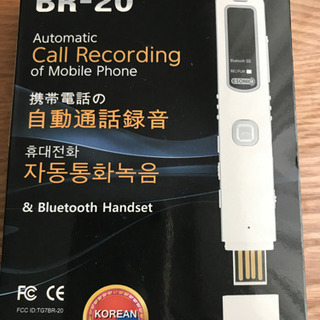 BR-20
Automatic
Call Recording
of Mobile Phone
携帯電話の
自動通話録音
휴대전화
자동통화녹음
& Bluetooth Handset
FC CE
FCC ID:TG7BR-20
KOREAN